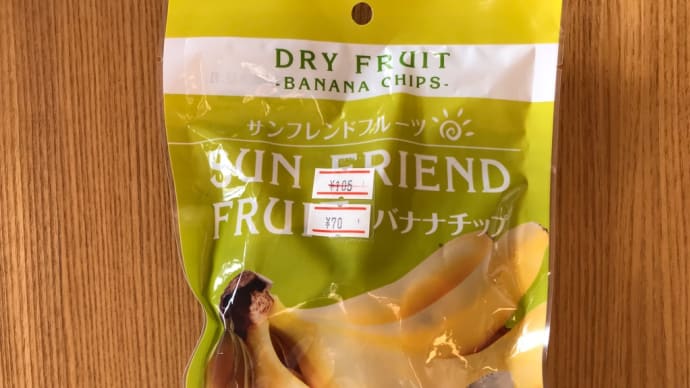 DRY FRUIT
-BANANA CHIPS-
サンフレンドフルーツ
SUN FRIEND
¥105
FRUIT バナナチップ
¥70